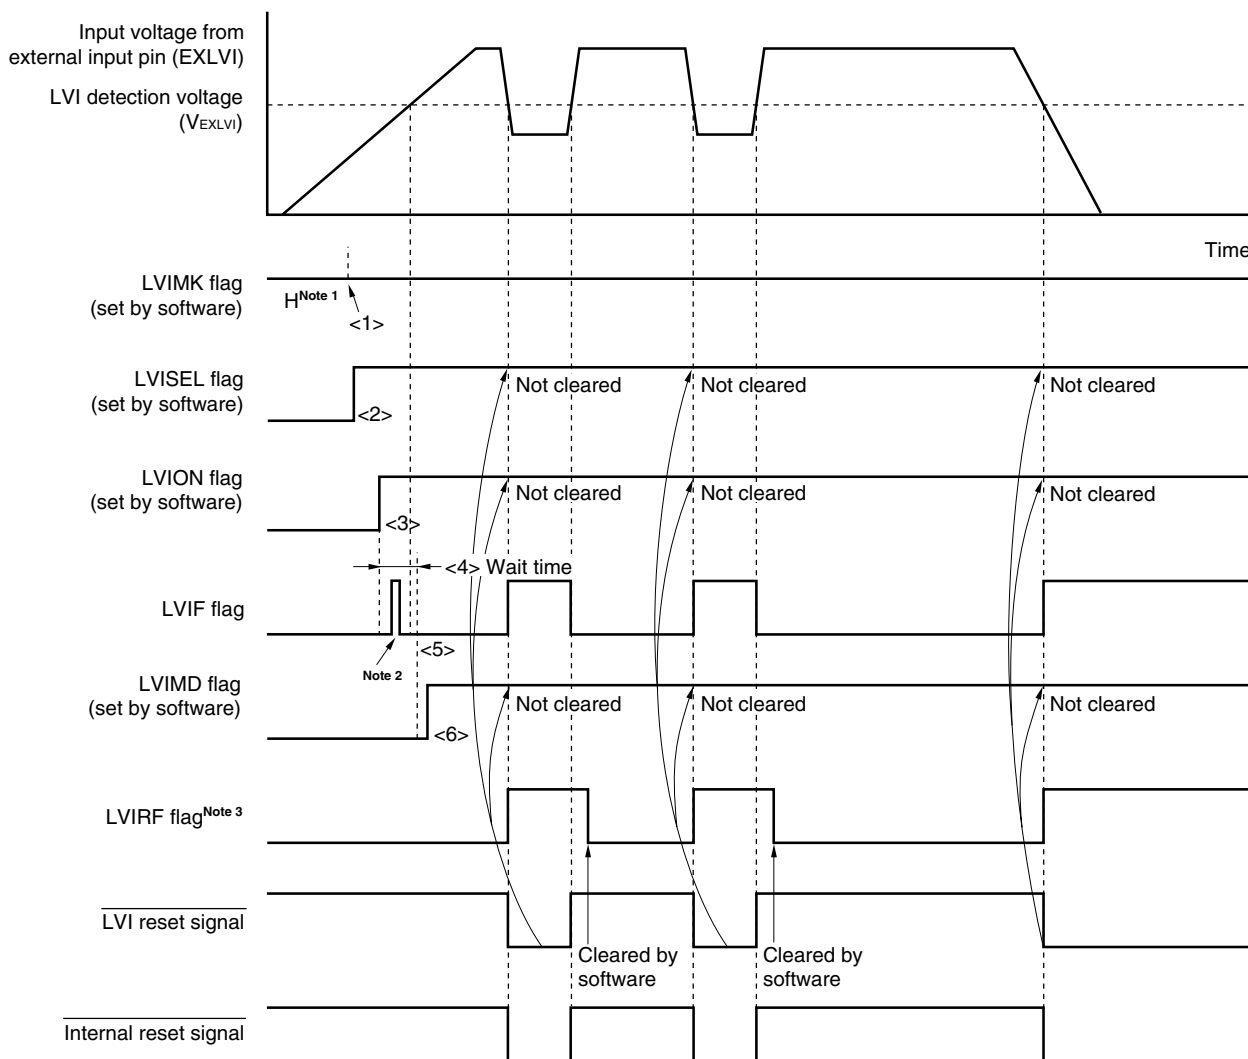 Input voltage from
external input pin (EXLVI)
LVI detection voltage
(VEXLVI)
Time
LVIMK flag
(set by software)
H Note 1
<1>
LVISEL flag
(set by software)
<2>
Not cleared
Not cleared
Not cleared
LVION flag
(set by software)
<3>
Not cleared
Not cleared
Not cleared
<4> Wait time
LVIF flag
Note 2
<5>
LVIMD flag
(set by software)
<6>
Not cleared
Not cleared
Not cleared
LVIRF flag Note 3
LVI reset signal
Cleared by
software
Cleared by
software
Internal reset signal